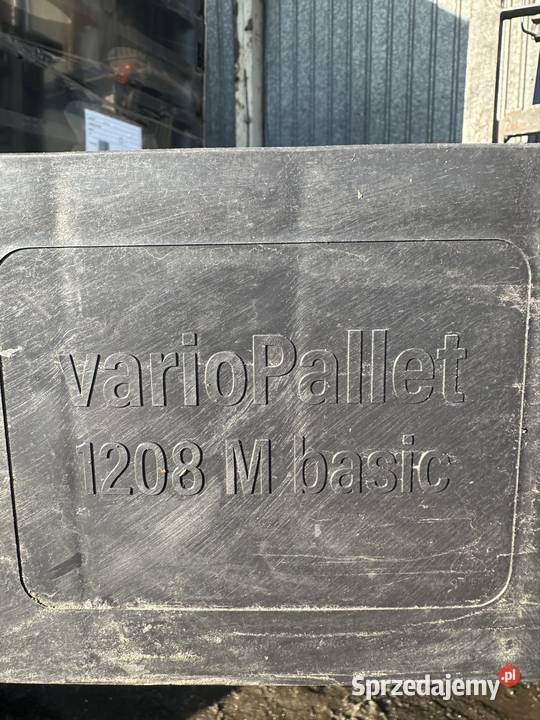 varioPallet
1208 M basic
Sprzedajemy.pl